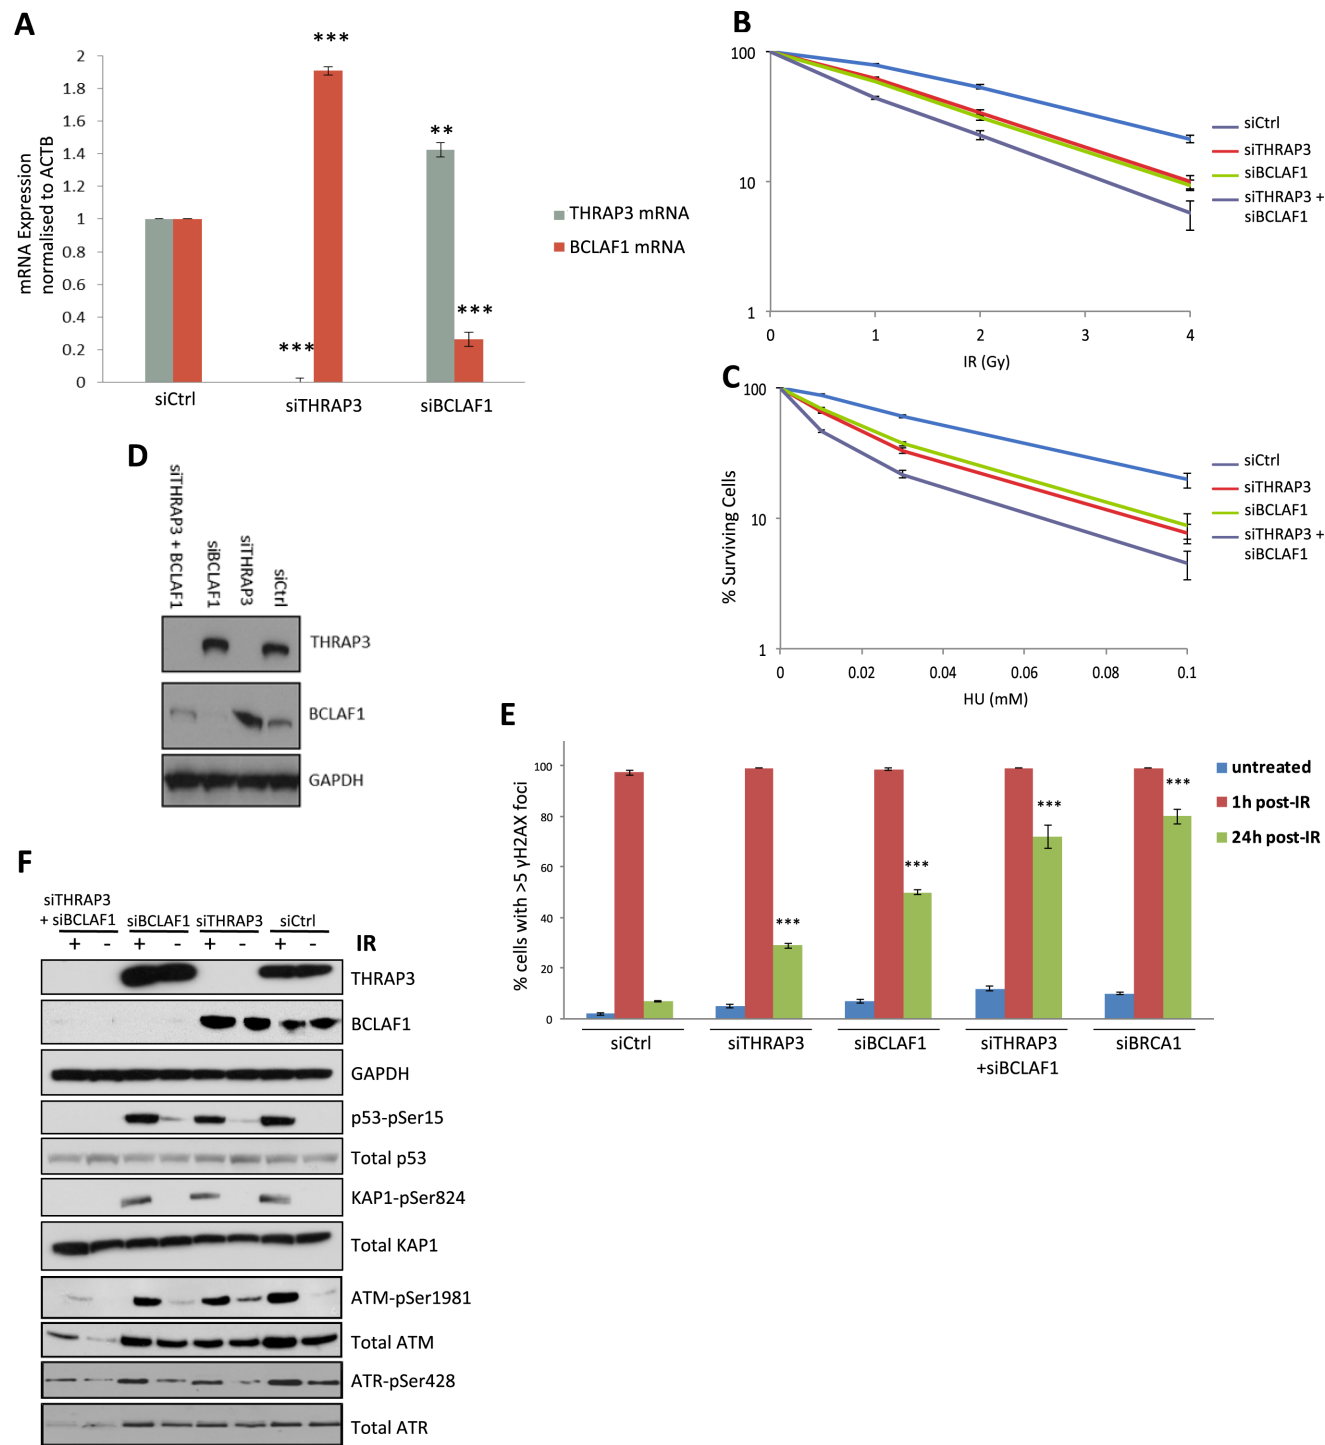 A
***
2
1.8
1.6
1.4
1.2
1
0.8
0.6
0.4
0.2
0
mRNA Expression
normalised to ACTB
**
***
***
siCtrl
siTHRAP3
siBCLAF1
THRAP3 mRNA
BCLAF1 mRNA
B
100
10
1
0
1
2
3
4
IR (Gy)
siCtrl
siTHRAP3
siBCLAF1
siTHRAP3 +
siBCLAF1
C
100
10
1
% Surviving Cells
0
0.02
0.04
0.06
0.08
0.1
HU (mM)
siCtrl
siTHRAP3
siBCLAF1
siTHRAP3 +
siBCLAF1
D
siTHRAP3 + BCLAF1
siBCLAF1
siTHRAP3
siCtrl
THRAP3
BCLAF1
GAPDH
E
% cells with >5 γH2AX foci
100
80
60
40
20
0
***
***
***
***
siCtrl
siTHRAP3
siBCLAF1
siTHRAP3
+siBCLAF1
siBRCA1
untreated
1h post-IR
24h post-IR
F
siTHRAP3
+ siBCLAF1
siBCLAF1
siTHRAP3
siCtrl
+ - + - + - + - IR
THRAP3
BCLAF1
GAPDH
p53-pSer15
Total p53
KAP1-pSer824
Total KAP1
ATM-pSer1981
Total ATM
ATR-pSer428
Total ATR